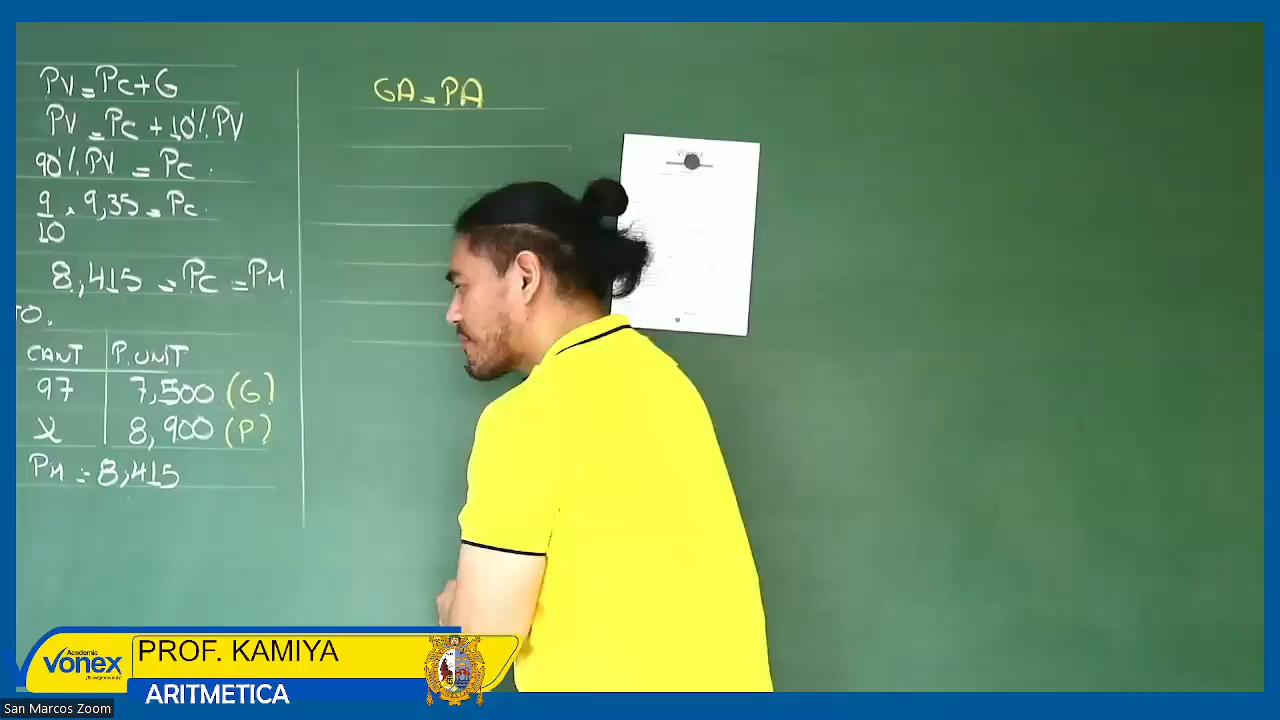 PV = Pc + G
PV = Pc + 10% PV
90% PV = Pc.
9/10 x 9,35 = Pc.
8,415 = Pc = PM.
TO.
CANT P. UNIT
97 7,500 (G)
x 8,900 (P)
PM = 8,415
GA = PA
VONEX
Academia
vonex
PROF. KAMIYA
ARITMETICA
San Marcos Zoom